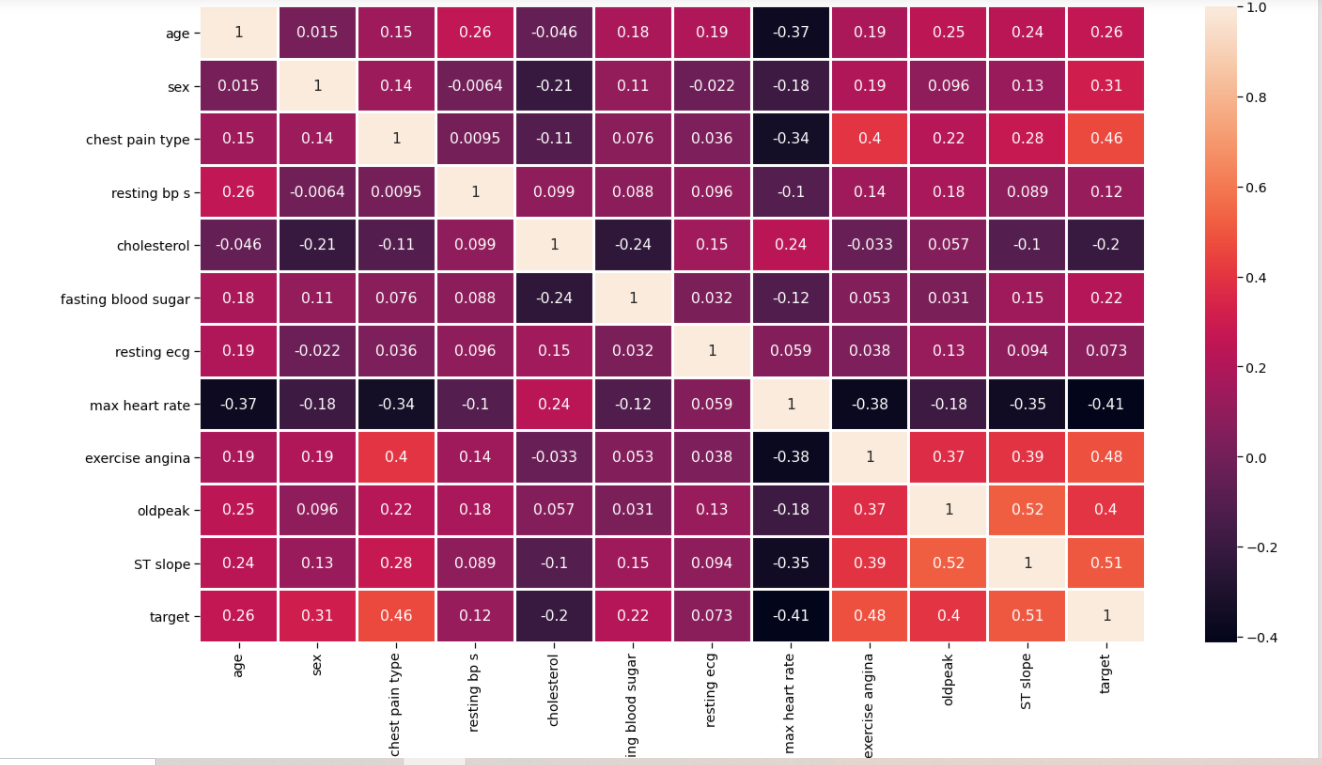 age 1 0.015 0.15 0.26 -0.046 0.18 0.19 -0.37 0.19 0.25 0.24 0.26
sex 0.015 1 0.14 -0.0064 -0.21 0.11 -0.022 -0.18 0.19 0.096 0.13 0.31
chest pain type 0.15 0.14 1 0.0095 -0.11 0.076 0.036 -0.34 0.4 0.22 0.28 0.46
resting bp s 0.26 -0.0064 0.0095 1 0.099 0.088 0.096 -0.1 0.14 0.18 0.089 0.12
cholesterol -0.046 -0.21 -0.11 0.099 1 -0.24 0.15 0.24 -0.033 0.057 -0.1 -0.2
fasting blood sugar 0.18 0.11 0.076 0.088 -0.24 1 0.032 -0.12 0.053 0.031 0.15 0.22
resting ecg 0.19 -0.022 0.036 0.096 0.15 0.032 1 0.059 0.038 0.13 0.094 0.073
max heart rate -0.37 -0.18 -0.34 -0.1 0.24 -0.12 0.059 1 -0.38 -0.18 -0.35 -0.41
exercise angina 0.19 0.19 0.4 0.14 -0.033 0.053 0.038 -0.38 1 0.37 0.39 0.48
oldpeak 0.25 0.096 0.22 0.18 0.057 0.031 0.13 -0.18 0.37 1 0.52 0.4
ST slope 0.24 0.13 0.28 0.089 -0.1 0.15 0.094 -0.35 0.39 0.52 1 0.51
target 0.26 0.31 0.46 0.12 -0.2 0.22 0.073 -0.41 0.48 0.4 0.51 1
age
sex
chest pain type
resting bp s
cholesterol
ing blood sugar
resting ecg
max heart rate
exercise angina
oldpeak
ST slope
target
1.0
0.8
0.6
0.4
0.2
0.0
−0.2
−0.4